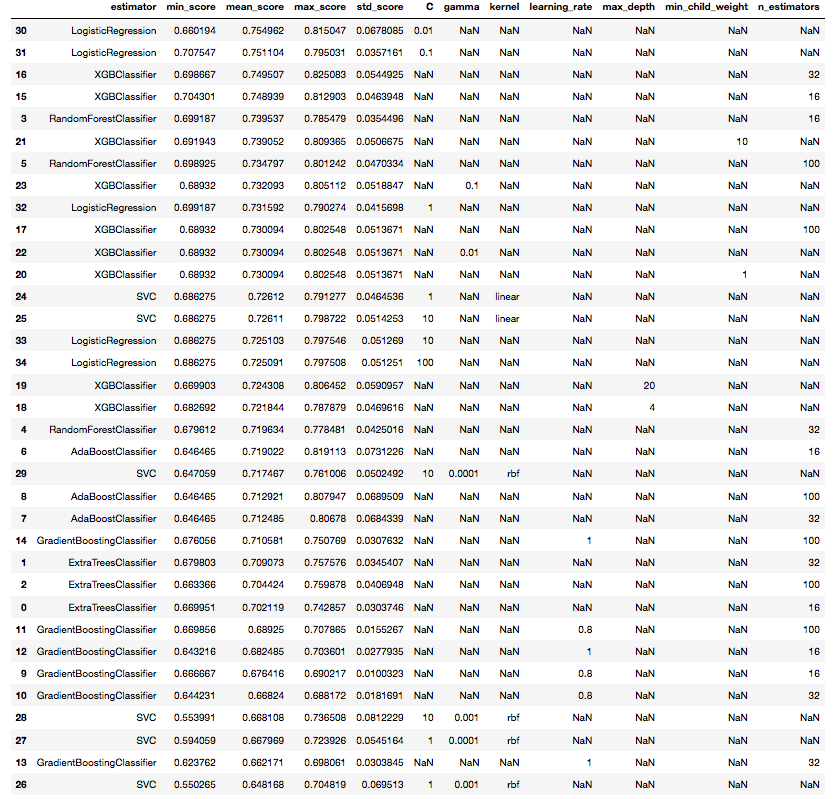 estimator min_score mean_score max_score std_score C gamma kernel learning_rate max_depth min_child_weight n_estimators
30 LogisticRegression 0.660194 0.754962 0.815047 0.0678085 0.01 NaN NaN NaN NaN NaN NaN
31 LogisticRegression 0.707547 0.751104 0.795031 0.0357161 0.1 NaN NaN NaN NaN NaN NaN
16 XGBClassifier 0.698667 0.749507 0.825083 0.0544925 NaN NaN NaN NaN NaN NaN 32
15 XGBClassifier 0.704301 0.748939 0.812903 0.0463948 NaN NaN NaN NaN NaN NaN 16
3 RandomForestClassifier 0.699187 0.739537 0.785479 0.0354496 NaN NaN NaN NaN NaN NaN 16
21 XGBClassifier 0.691943 0.739052 0.809365 0.0506675 NaN NaN NaN NaN NaN 10 NaN
5 RandomForestClassifier 0.698925 0.734797 0.801242 0.0470334 NaN NaN NaN NaN NaN NaN 100
23 XGBClassifier 0.68932 0.732093 0.805112 0.0518847 NaN 0.1 NaN NaN NaN NaN NaN
32 LogisticRegression 0.699187 0.731592 0.790274 0.0415698 1 NaN NaN NaN NaN NaN NaN
17 XGBClassifier 0.68932 0.730094 0.802548 0.0513671 NaN NaN NaN NaN NaN NaN 100
22 XGBClassifier 0.68932 0.730094 0.802548 0.0513671 NaN 0.01 NaN NaN NaN NaN NaN
20 XGBClassifier 0.68932 0.730094 0.802548 0.0513671 NaN NaN NaN NaN NaN 1 NaN
24 SVC 0.686275 0.72612 0.791277 0.0464536 1 NaN linear NaN NaN NaN NaN
25 SVC 0.686275 0.72611 0.798722 0.0514253 10 NaN linear NaN NaN NaN NaN
33 LogisticRegression 0.686275 0.725103 0.797546 0.051269 10 NaN NaN NaN NaN NaN NaN
34 LogisticRegression 0.686275 0.725091 0.797508 0.051251 100 NaN NaN NaN NaN NaN NaN
19 XGBClassifier 0.669903 0.724308 0.806452 0.0590957 NaN NaN NaN NaN 20 NaN NaN
18 XGBClassifier 0.682692 0.721844 0.787879 0.0469616 NaN NaN NaN NaN 4 NaN NaN
4 RandomForestClassifier 0.679612 0.719634 0.778481 0.0425016 NaN NaN NaN NaN NaN NaN 32
6 AdaBoostClassifier 0.646465 0.719022 0.819113 0.0731226 NaN NaN NaN NaN NaN NaN 16
29 SVC 0.647059 0.717467 0.761006 0.0502492 10 0.0001 rbf NaN NaN NaN NaN
8 AdaBoostClassifier 0.646465 0.712921 0.807947 0.0689509 NaN NaN NaN NaN NaN NaN 100
7 AdaBoostClassifier 0.646465 0.712485 0.80678 0.0684339 NaN NaN NaN NaN NaN NaN 32
14 GradientBoostingClassifier 0.676056 0.710581 0.750769 0.0307632 NaN NaN NaN 1 NaN NaN 100
1 ExtraTreesClassifier 0.679803 0.709073 0.757576 0.0345407 NaN NaN NaN NaN NaN NaN 32
2 ExtraTreesClassifier 0.663366 0.704424 0.759878 0.0406948 NaN NaN NaN NaN NaN NaN 100
0 ExtraTreesClassifier 0.669951 0.702119 0.742857 0.0303746 NaN NaN NaN NaN NaN NaN 16
11 GradientBoostingClassifier 0.669856 0.68925 0.707865 0.0155267 NaN NaN NaN 0.8 NaN NaN 100
12 GradientBoostingClassifier 0.643216 0.682485 0.703601 0.0277935 NaN NaN NaN 1 NaN NaN 16
9 GradientBoostingClassifier 0.666667 0.676416 0.690217 0.0100323 NaN NaN NaN 0.8 NaN NaN 16
10 GradientBoostingClassifier 0.644231 0.66824 0.688172 0.0181691 NaN NaN NaN 0.8 NaN NaN 32
28 SVC 0.553991 0.668108 0.736508 0.0812229 10 0.001 rbf NaN NaN NaN NaN
27 SVC 0.594059 0.667969 0.723926 0.0545164 1 0.0001 rbf NaN NaN NaN NaN
13 GradientBoostingClassifier 0.623762 0.662171 0.698061 0.0303845 NaN NaN NaN 1 NaN NaN 32
26 SVC 0.550265 0.648168 0.704819 0.069513 1 0.001 rbf NaN NaN NaN NaN